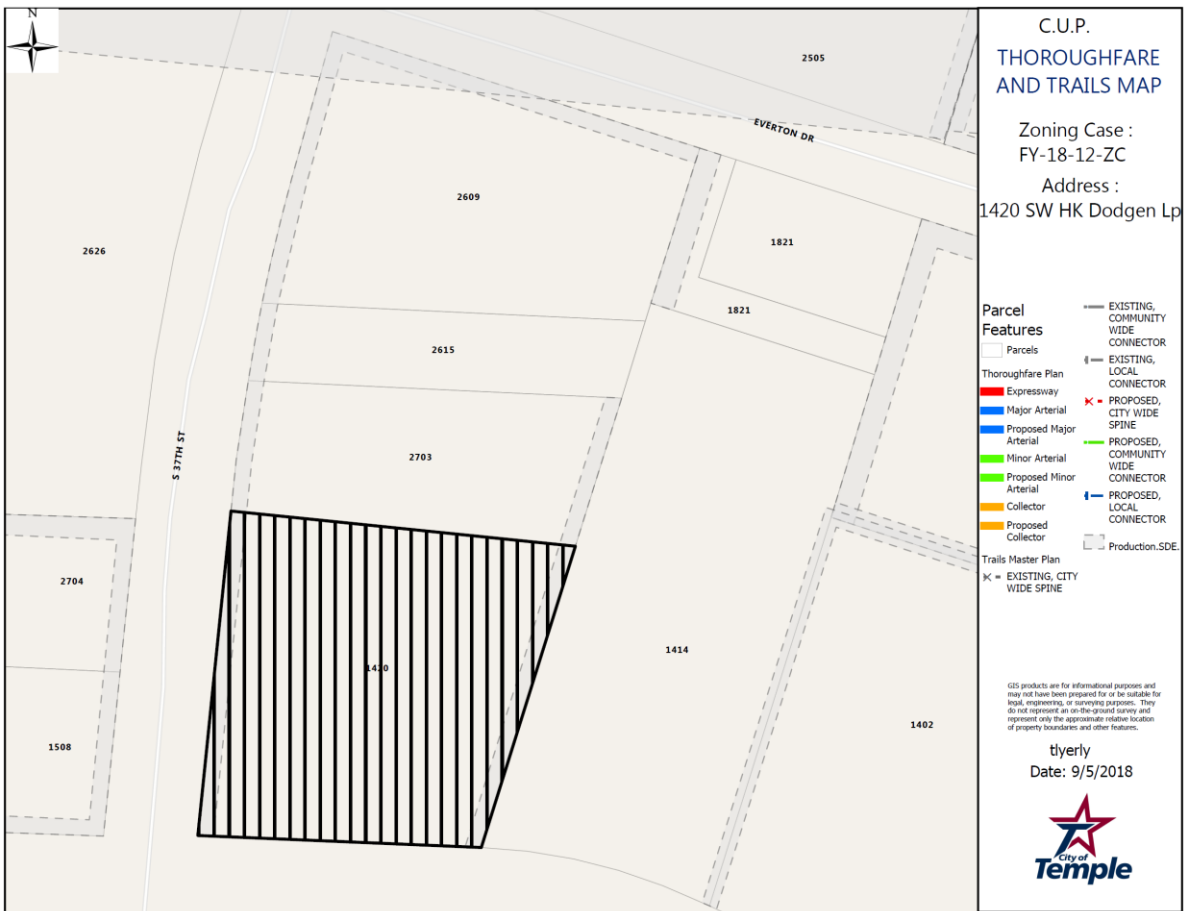 N
2505
EVERTON DR
2609
1821
2626
1821
2615
S 37TH ST
2703
2704
1420
1414
1508
1402
C.U.P.
THOROUGHFARE
AND TRAILS MAP
Zoning Case :
FY-18-12-ZC
Address :
1420 SW HK Dodgen Lp
Parcel
Features
Parcels
Thoroughfare Plan
Expressway
Major Arterial
Proposed Major
Arterial
Minor Arterial
Proposed Minor
Arterial
Collector
Proposed
Collector
Trails Master Plan
EXISTING, CITY
WIDE SPINE
EXISTING,
COMMUNITY
WIDE
CONNECTOR
EXISTING,
LOCAL
CONNECTOR
PROPOSED,
CITY WIDE
SPINE
PROPOSED,
COMMUNITY
WIDE
CONNECTOR
PROPOSED,
LOCAL
CONNECTOR
Production.SDE.
GIS products are for informational purposes and
may not have been prepared for or be suitable for
legal, engineering, or surveying purposes. They
do not represent an on-the-ground survey and
represent only the approximate relative location
of property boundaries and other features.
tlyerly
Date: 9/5/2018
City of
Temple